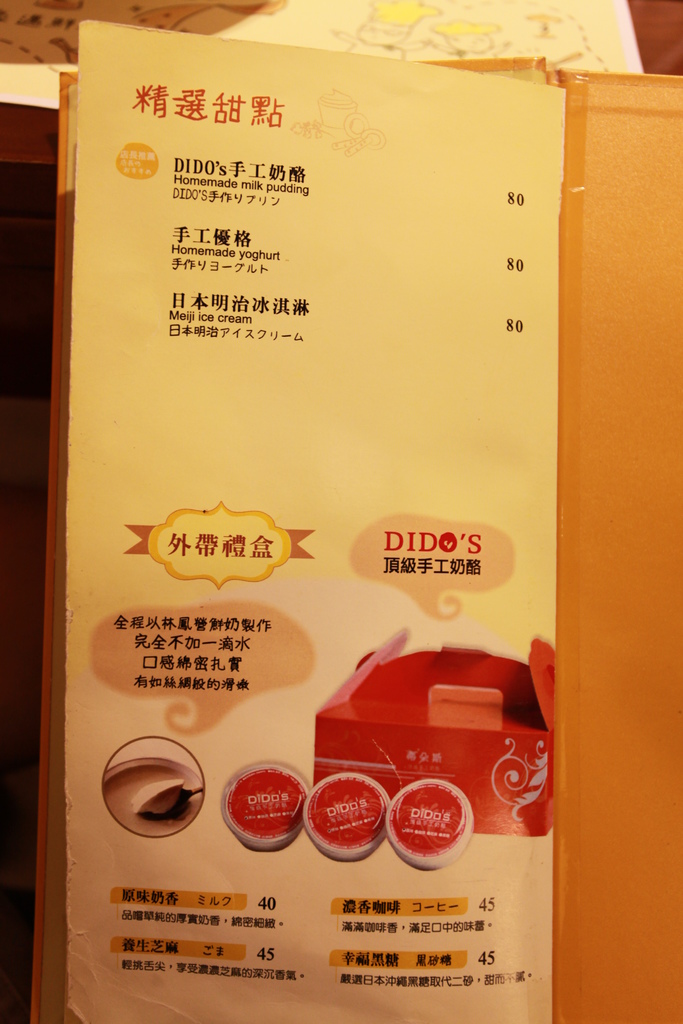 精選甜點
店長推薦
DIDO's手工奶酪
Homemade milk pudding
DIDO'S手作りプリン
80
手工優格
Homemade yoghurt
手作りヨーグルト
80
日本明治冰淇淋
Meiji ice cream
日本明治アイスクリーム
80
外帶禮盒
DIDO'S
頂級手工奶酪
全程以林鳳營鮮奶製作
完全不加一滴水
口感綿密扎實
有如絲綢般的滑嫩
DIDO's
DIDO's
DIDO's
原味奶香 ミルク 40
品嚐單純的厚實奶香，綿密細緻。
濃香咖啡 コーヒー 45
滿滿咖啡香，滿足口中的味蕾。
養生芝麻 ごま 45
輕挑舌尖，享受濃濃芝麻的深沉香氣。
幸福黑糖 黒砂糖 45
嚴選日本沖繩黑糖取代二砂，甜而不膩。